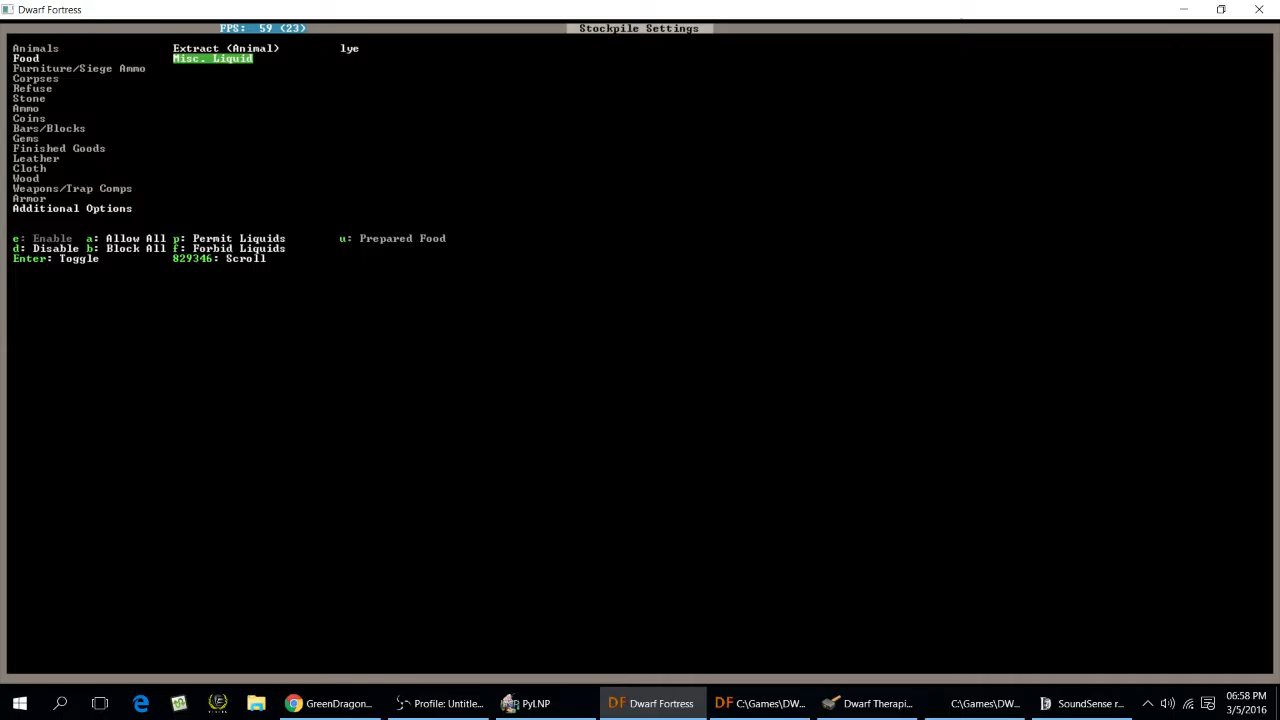 Dwarf Fortress
FPS: 59 (23) Stockpile Settings
Animals Extract (Animal) lye
Food Misc. Liquid
Furniture/Siege Ammo
Corpses
Refuse
Stone
Ammo
Coins
Bars/Blocks
Gems
Finished Goods
Leather
Cloth
Wood
Weapons/Trap Comps
Armor
Additional Options
e: Enable a: Allow All p: Permit Liquids u: Prepared Food
d: Disable b: Block All f: Forbid Liquids
Enter: Toggle 829346: Scroll
06:58 PM
GreenDragon... Profile: Untitle... PyLNP DF Dwarf Fortress DF C:\Games\DW... Dwarf Therapi... C:\Games\DW... SoundSense r...
3/5/2016